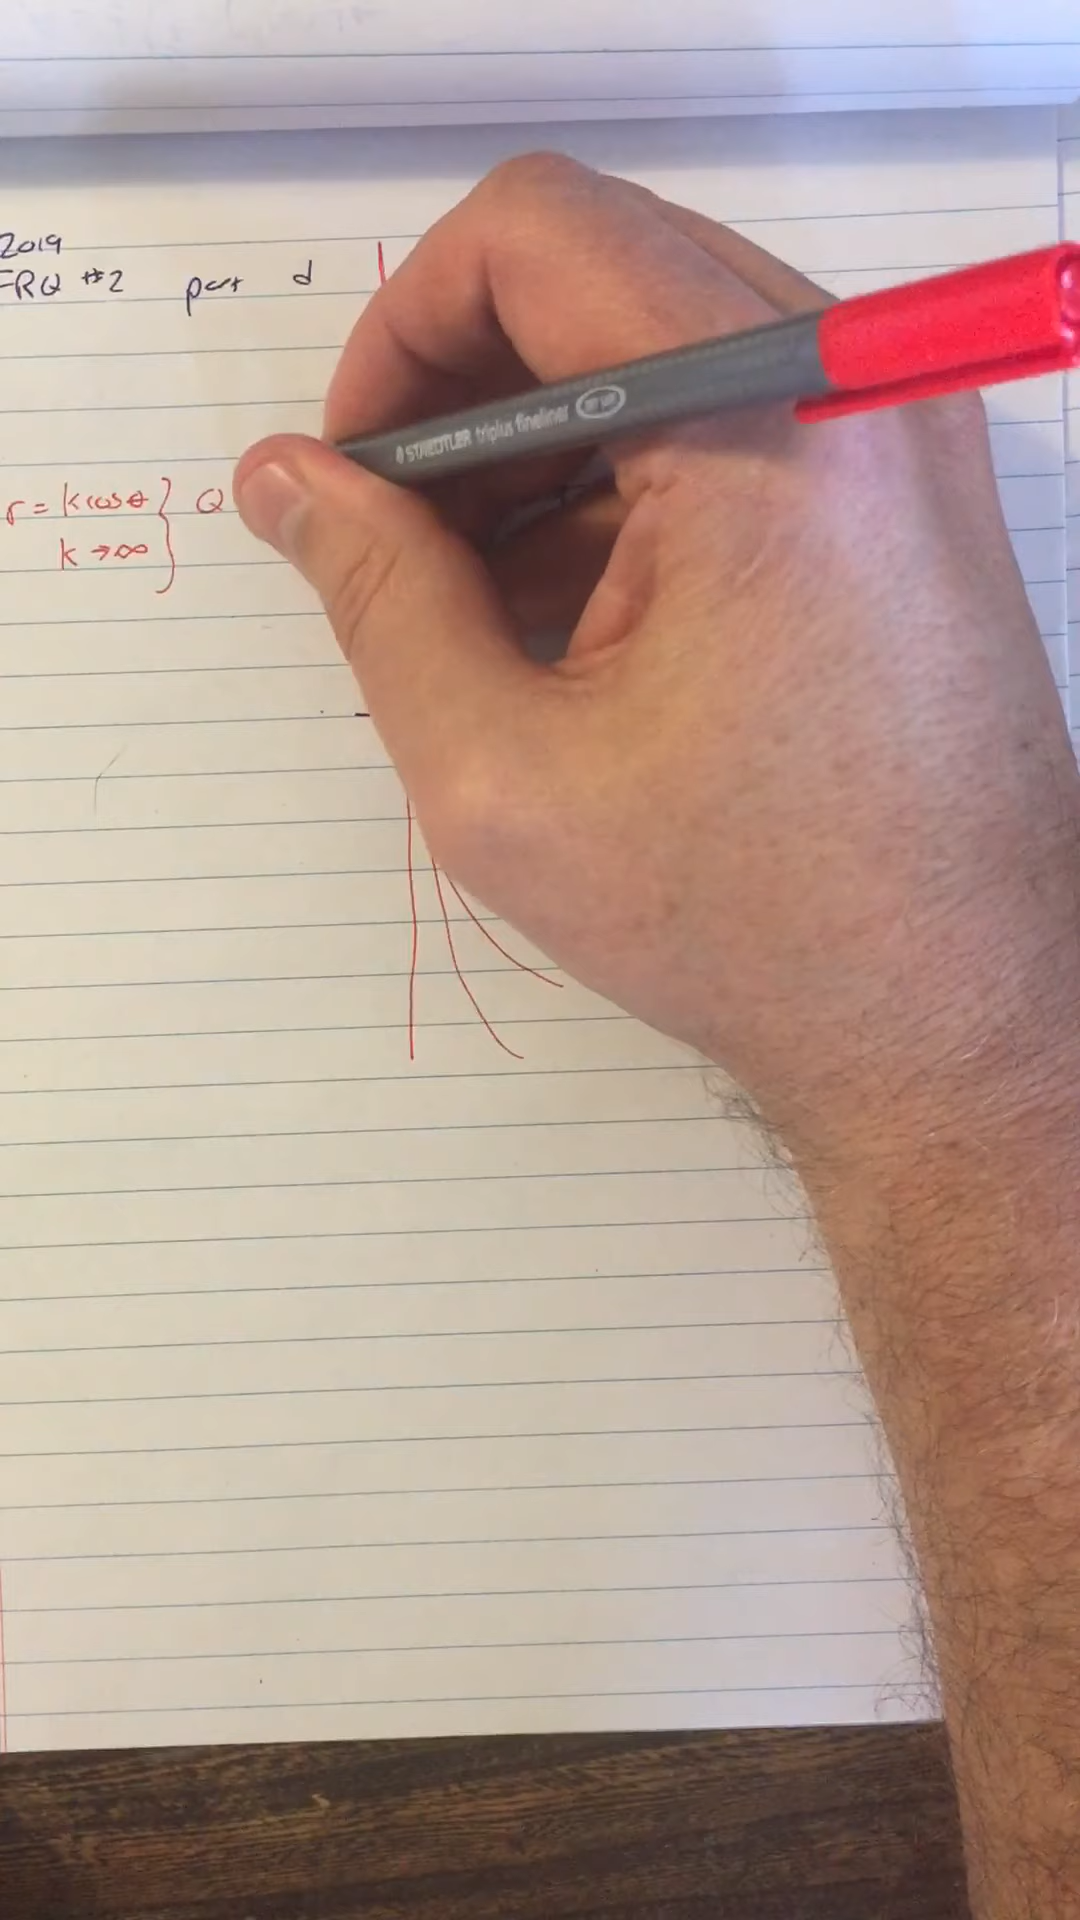 2019
FRQ #2 part d
r = k cos θ } Q
k → ∞
STAEDTLER triplus fineliner